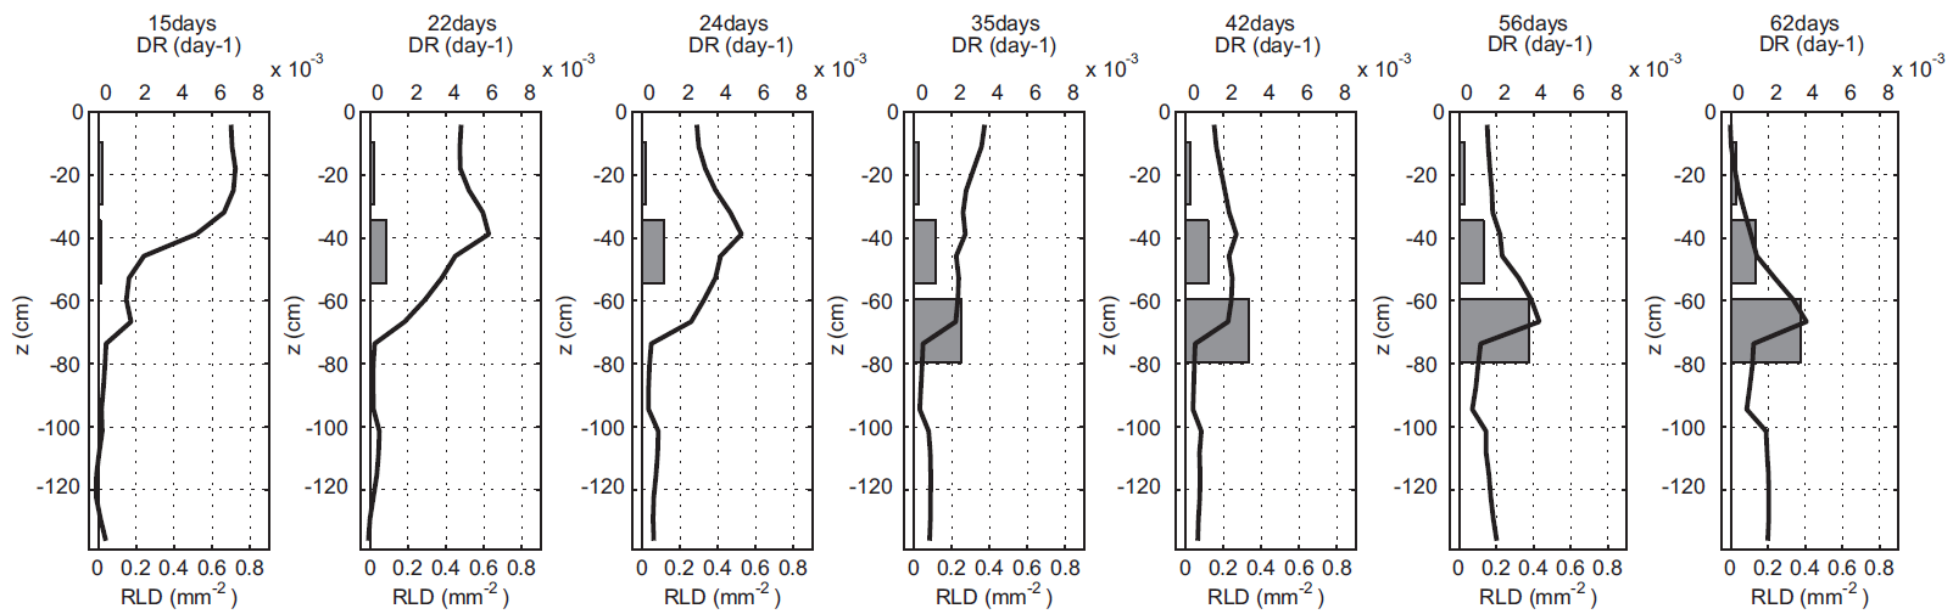 15days
DR (day-1)
x 10-3
0 2 4 6 8
0
-20
-40
-60
-80
-100
-120
z (cm)
0 0.2 0.4 0.6 0.8
RLD (mm-2 )
22days
DR (day-1)
x 10-3
0 2 4 6 8
0
-20
-40
-60
-80
-100
-120
z (cm)
0 0.2 0.4 0.6 0.8
RLD (mm-2 )
24days
DR (day-1)
x 10-3
0 2 4 6 8
0
-20
-40
-60
-80
-100
-120
z (cm)
0 0.2 0.4 0.6 0.8
RLD (mm-2 )
35days
DR (day-1)
x 10-3
0 2 4 6 8
0
-20
-40
-60
-80
-100
-120
z (cm)
0 0.2 0.4 0.6 0.8
RLD (mm-2 )
42days
DR (day-1)
x 10-3
0 2 4 6 8
0
-20
-40
-60
-80
-100
-120
z (cm)
0 0.2 0.4 0.6 0.8
RLD (mm-2 )
56days
DR (day-1)
x 10-3
0 2 4 6 8
0
-20
-40
-60
-80
-100
-120
z (cm)
0 0.2 0.4 0.6 0.8
RLD (mm-2 )
62days
DR (day-1)
x 10-3
0 2 4 6 8
0
-20
-40
-60
-80
-100
-120
z (cm)
0 0.2 0.4 0.6 0.8
RLD (mm-2 )